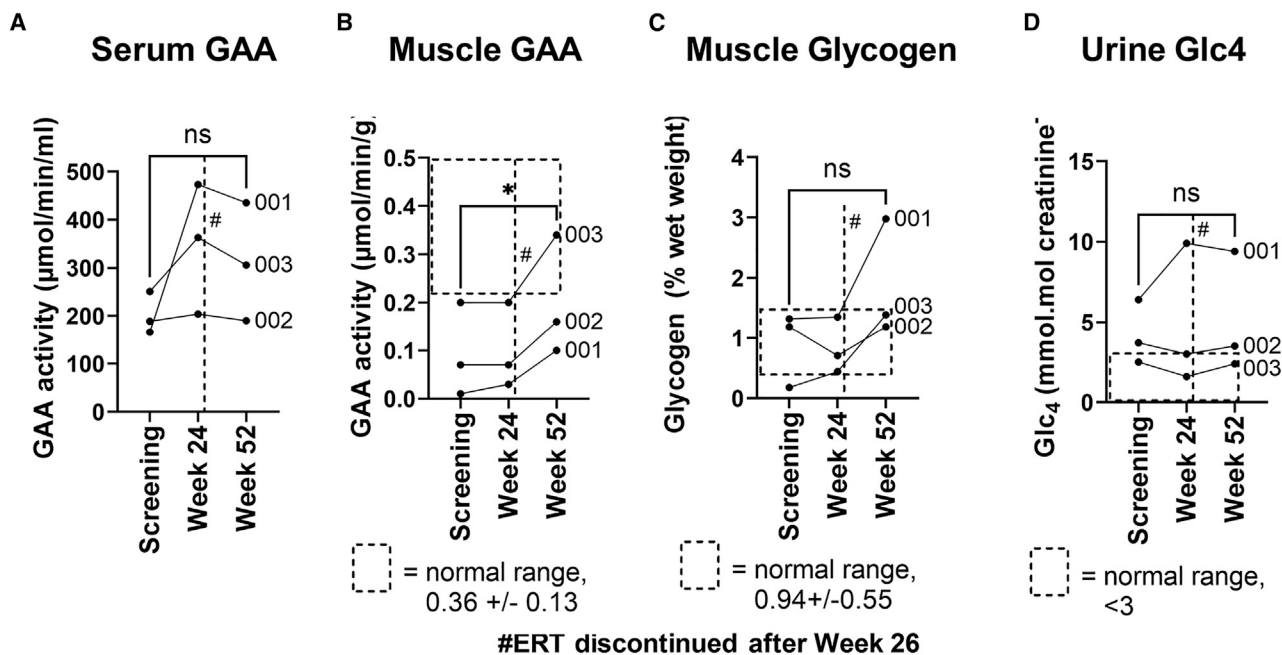 A
Serum GAA
GAA activity (µmol/min/ml)
500
400
300
200
100
0
ns
#
001
003
002
Screening
Week 24
Week 52
B
Muscle GAA
GAA activity (µmol/min/g)
0.5
0.4
0.3
0.2
0.1
0.0
*
#
003
002
001
Screening
Week 24
Week 52
= normal range,
0.36 +/- 0.13
C
Muscle Glycogen
Glycogen (% wet weight)
4
3
2
1
0
ns
#
001
003
002
Screening
Week 24
Week 52
= normal range,
0.94+/-0.55
D
Urine Glc4
Glc₄ (mmol.mol creatinine⁻
15
10
5
0
ns
#
001
002
003
Screening
Week 24
Week 52
= normal range,
<3
#ERT discontinued after Week 26